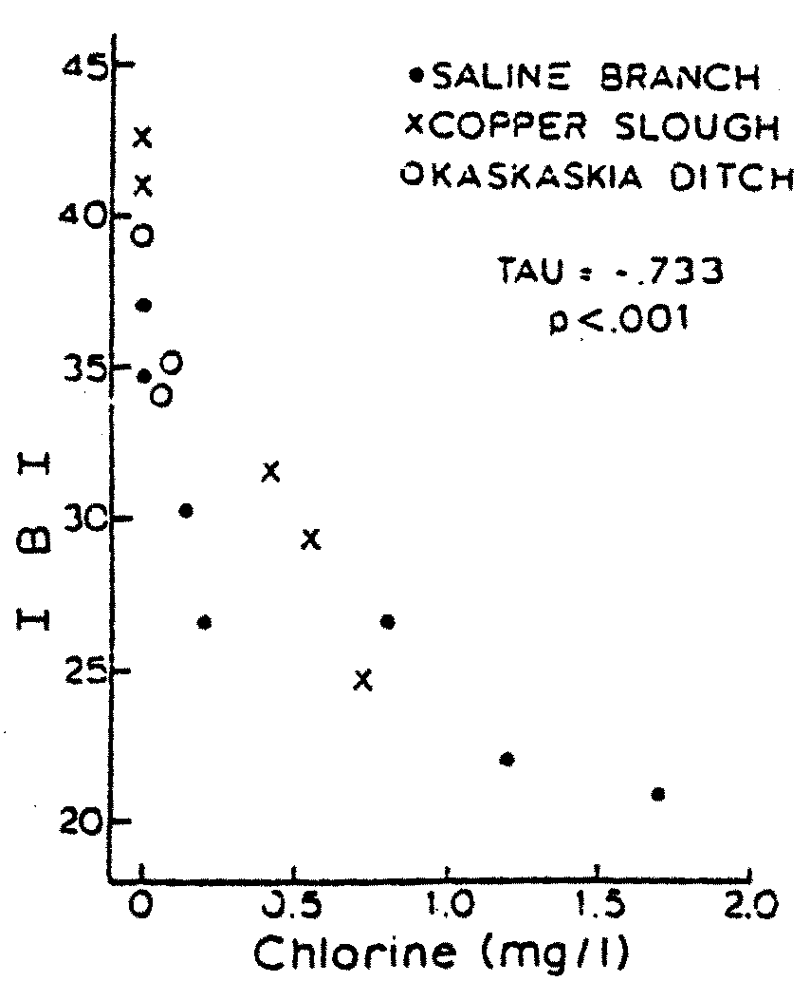 ●SALINE BRANCH
xCOPPER SLOUGH
OKASKASKIA DITCH
TAU = -.733
p<.001
45
40
35
30
25
20
I B I
0 0.5 1.0 1.5 2.0
Chlorine (mg/l)